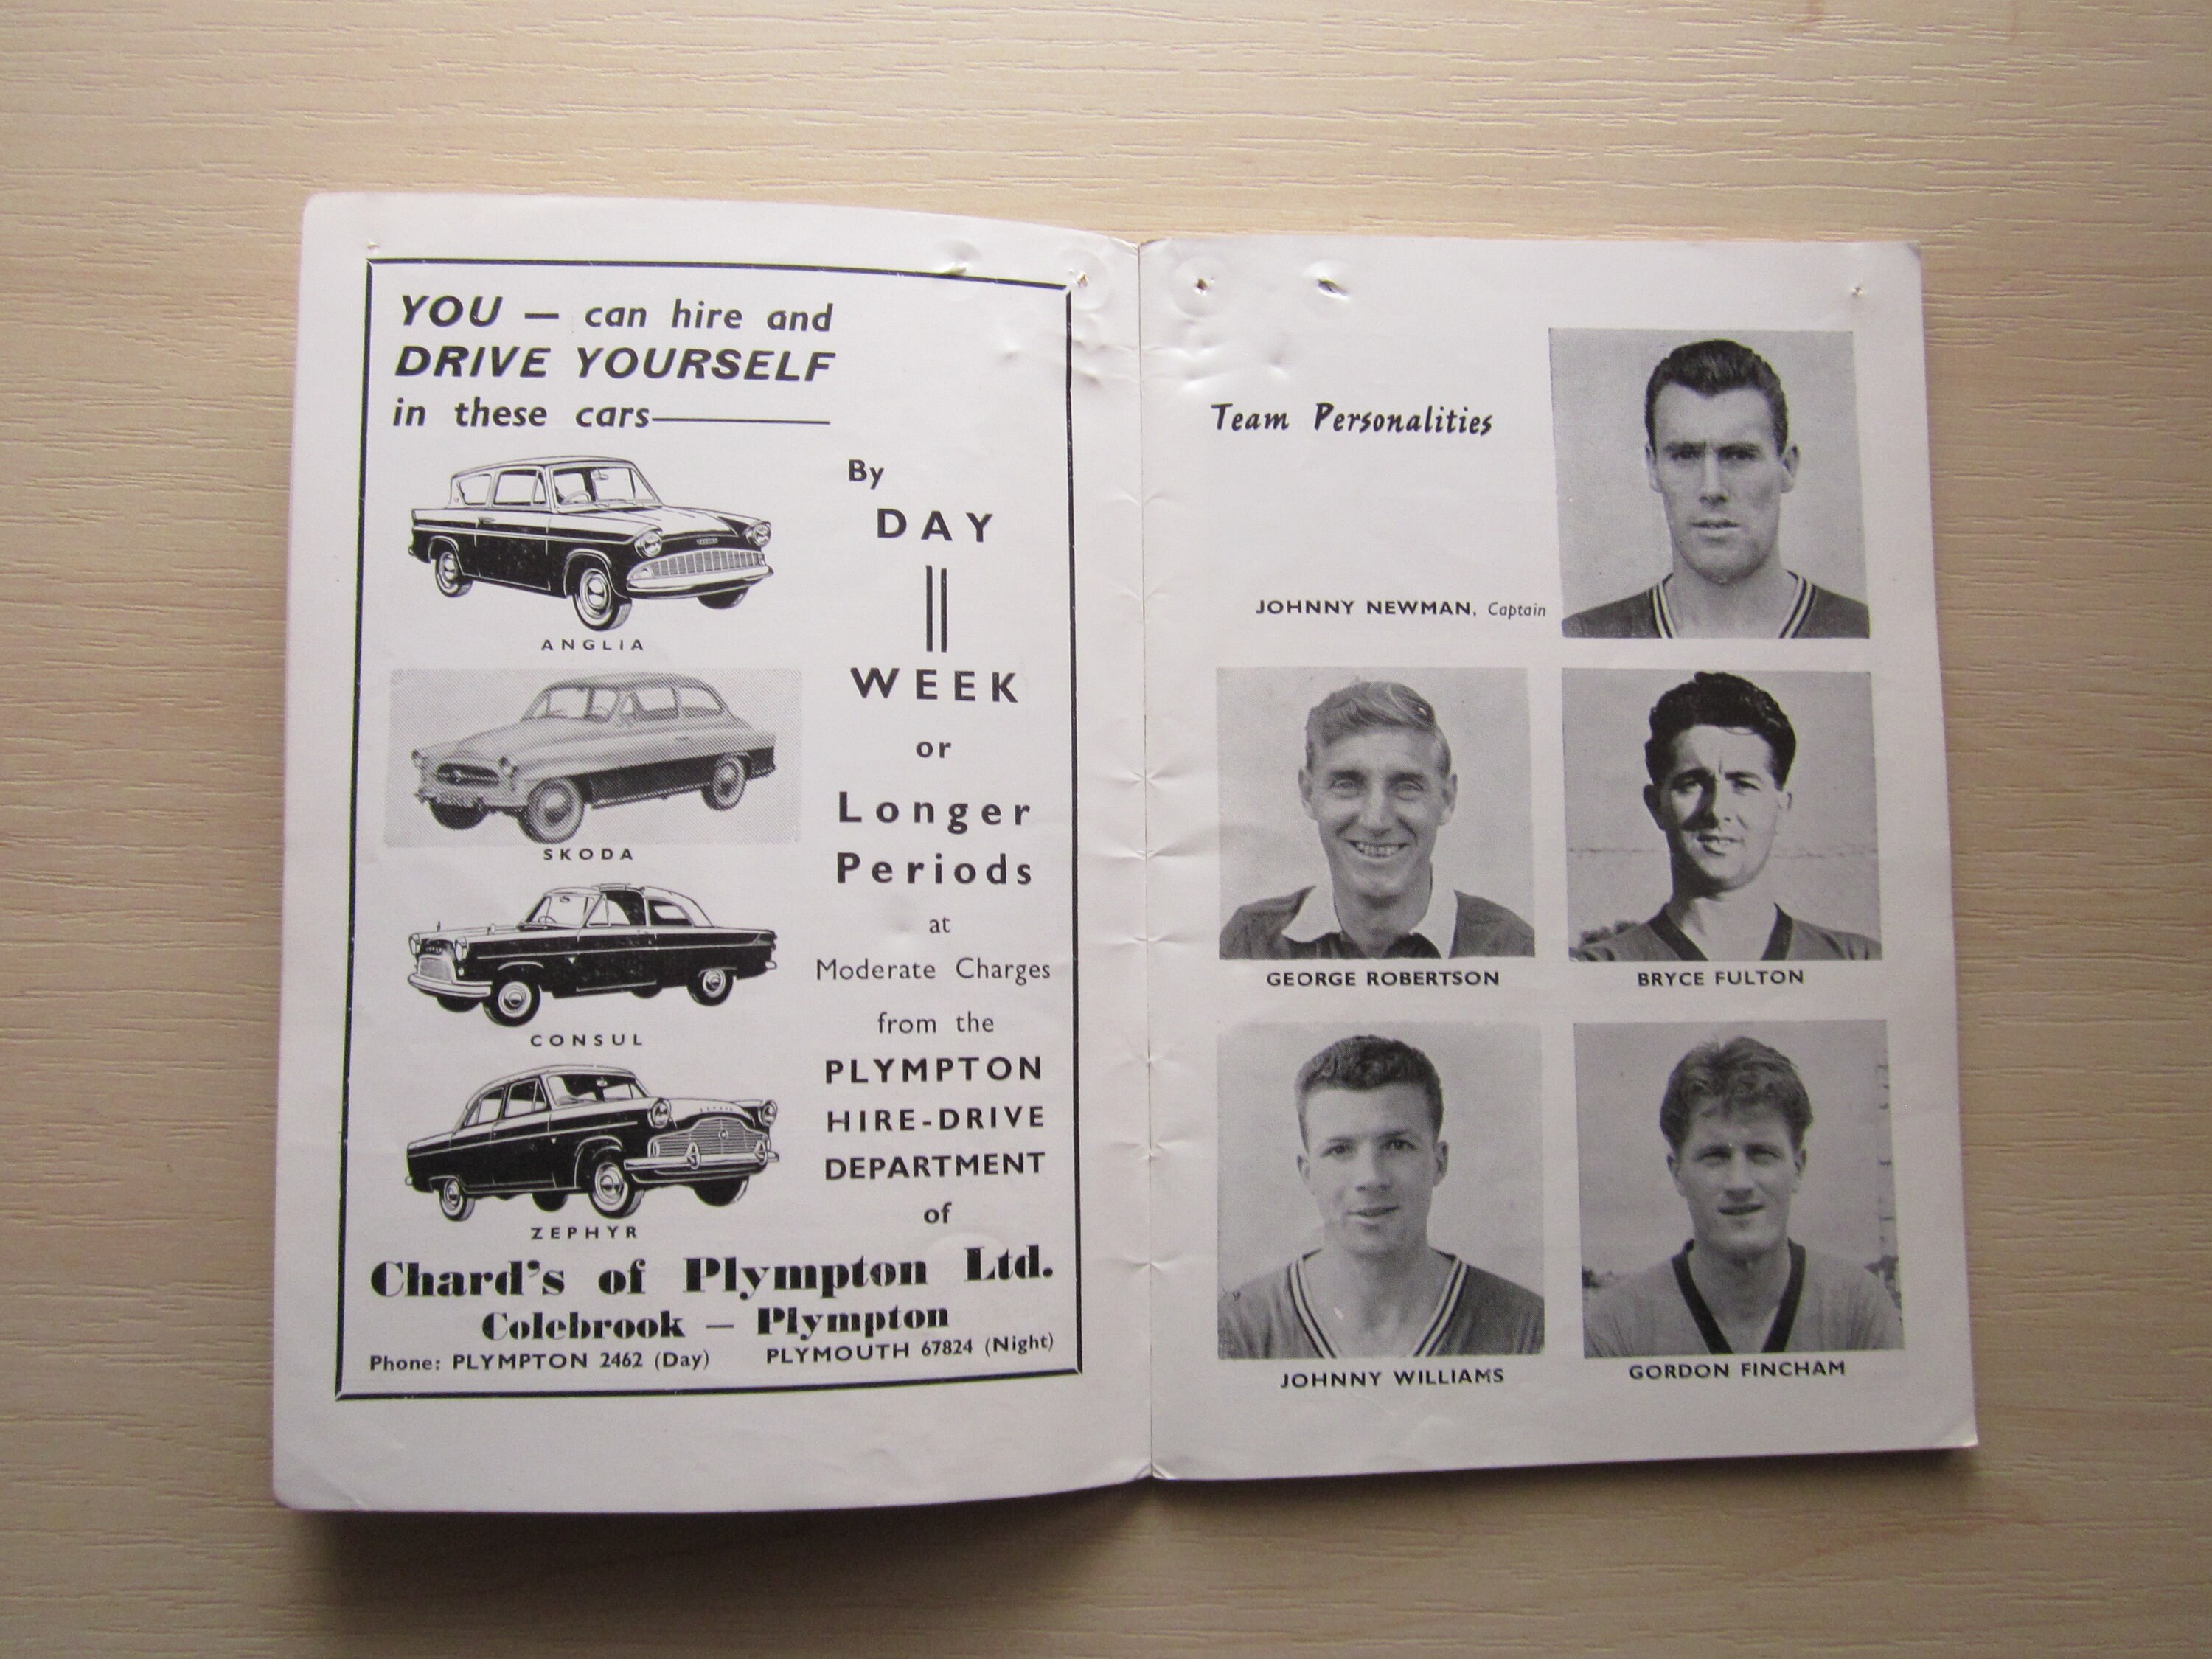 YOU — can hire and
DRIVE YOURSELF
in these cars
By
DAY
WEEK
or
Longer
Periods
at
Moderate Charges
from the
PLYMPTON
HIRE-DRIVE
DEPARTMENT
of
ANGLIA
SKODA
CONSUL
ZEPHYR
Chard's of Plympton Ltd.
Colebrook — Plympton
Phone: PLYMPTON 2462 (Day) PLYMOUTH 67824 (Night)
Team Personalities
JOHNNY NEWMAN, Captain
GEORGE ROBERTSON
BRYCE FULTON
JOHNNY WILLIAMS
GORDON FINCHAM